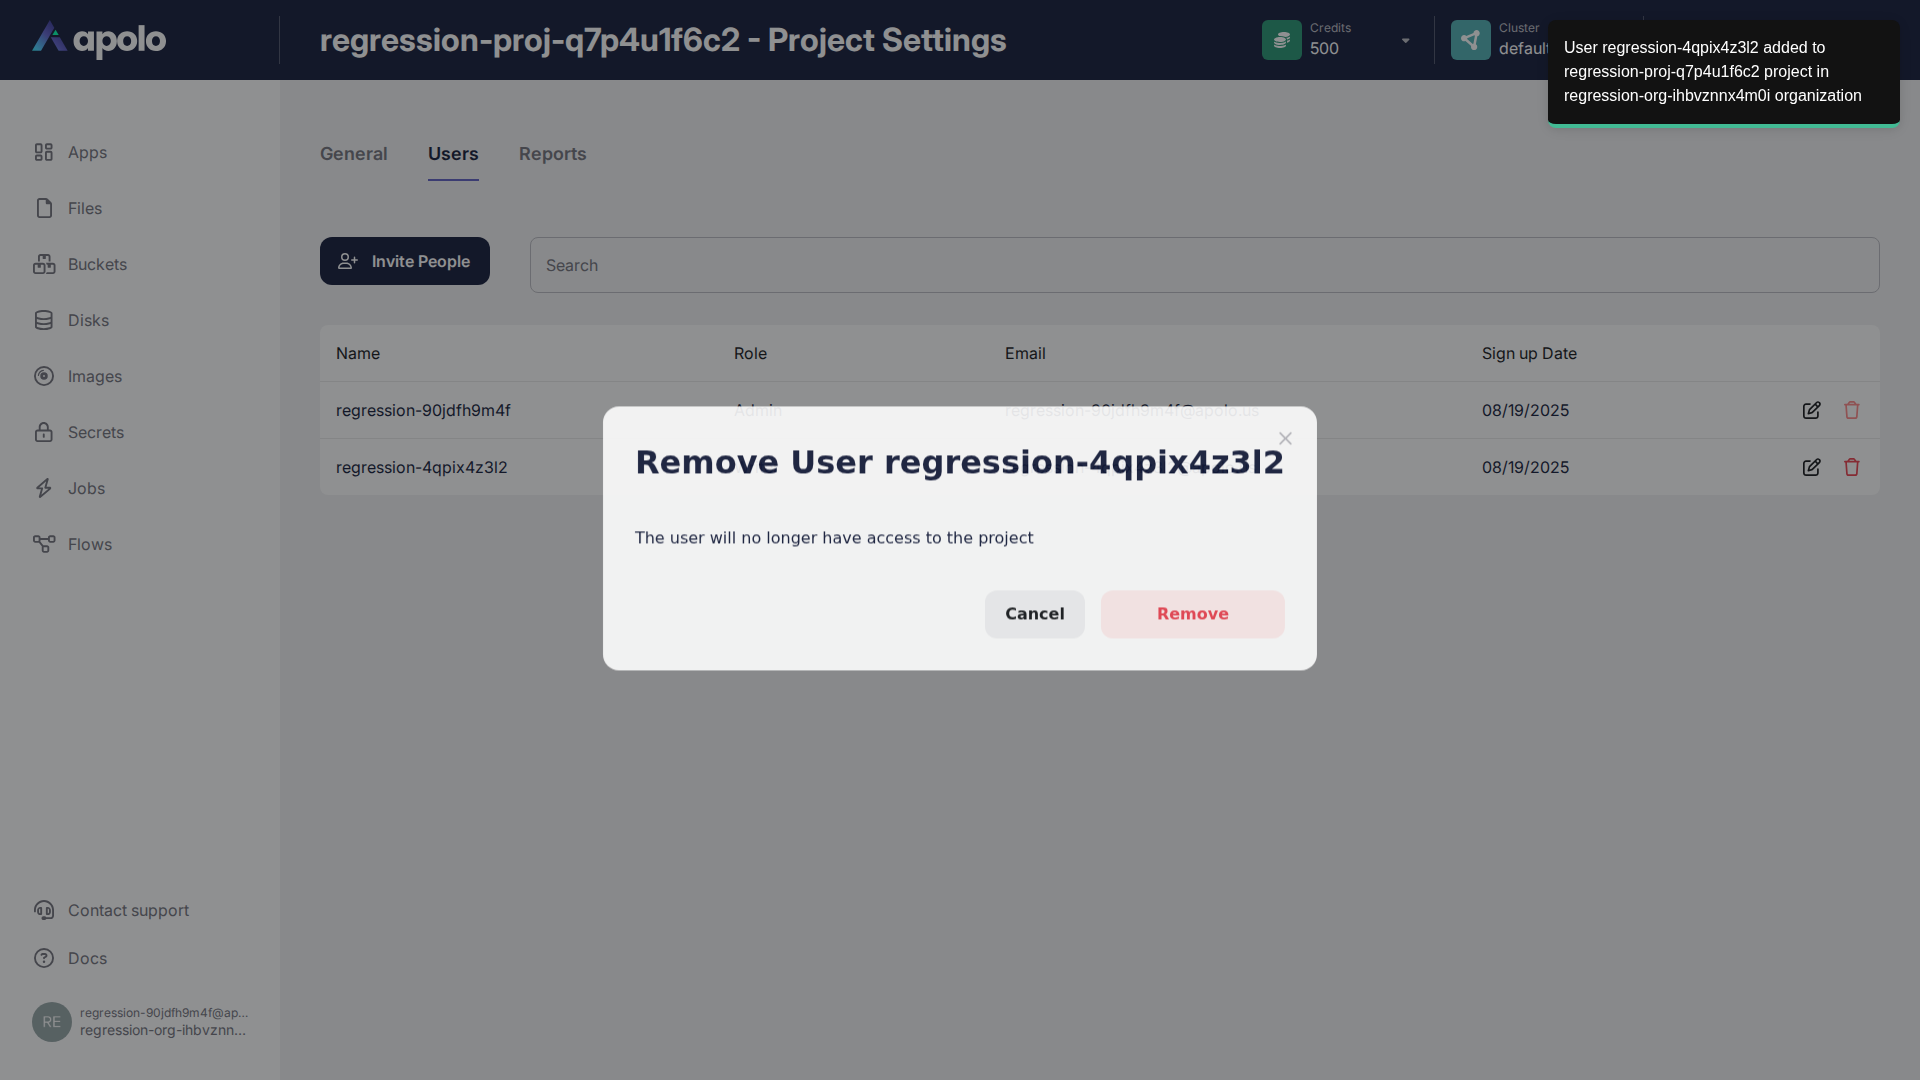 apolo
regression-proj-q7p4u1f6c2 - Project Settings
Credits
500
Cluster
default
User regression-4qpix4z3l2 added to
regression-proj-q7p4u1f6c2 project in
regression-org-ihbvznnx4m0i organization
Apps
Files
Buckets
Disks
Images
Secrets
Jobs
Flows
General
Users
Reports
Invite People
Search
Name
Role
Email
Sign up Date
regression-90jdfh9m4f
Admin
regression-90jdfh9m4f@apolo.us
08/19/2025
regression-4qpix4z3l2
08/19/2025
Remove User regression-4qpix4z3l2
The user will no longer have access to the project
Cancel
Remove
Contact support
Docs
RE
regression-90jdfh9m4f@ap...
regression-org-ihbvznn...